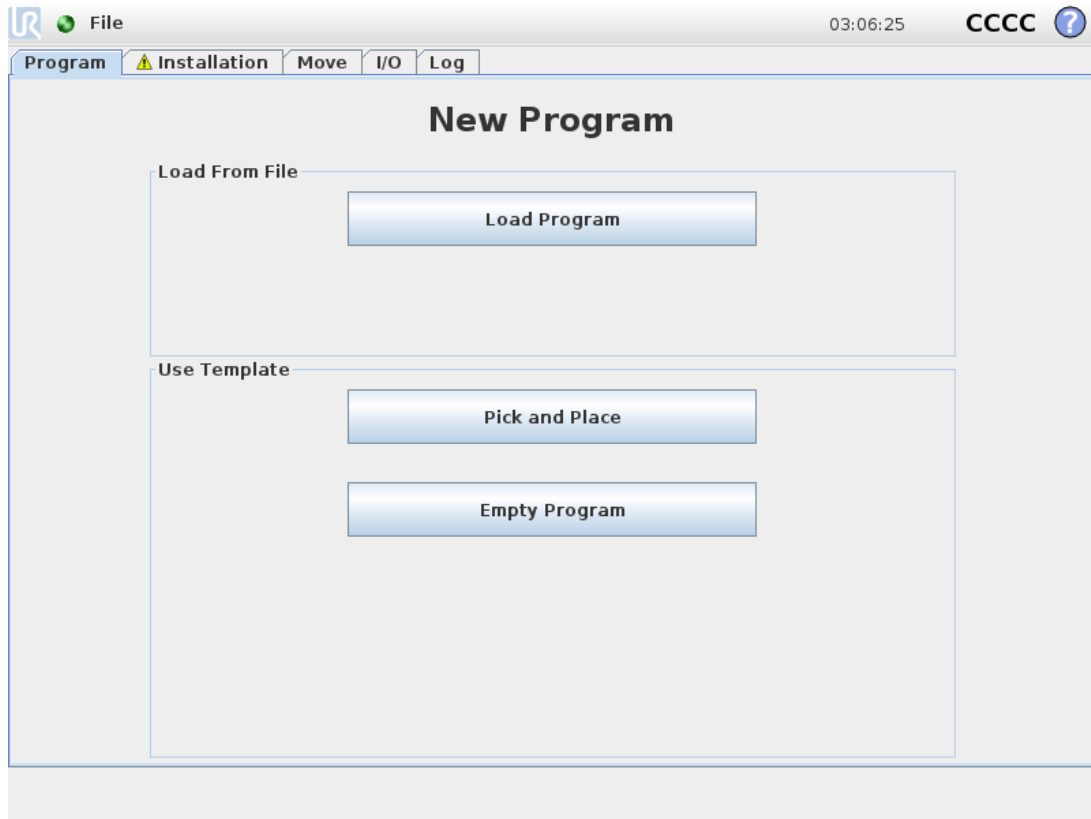 UR File 03:06:25 CCCC ?
Program Installation Move I/O Log
New Program
Load From File
Load Program
Use Template
Pick and Place
Empty Program